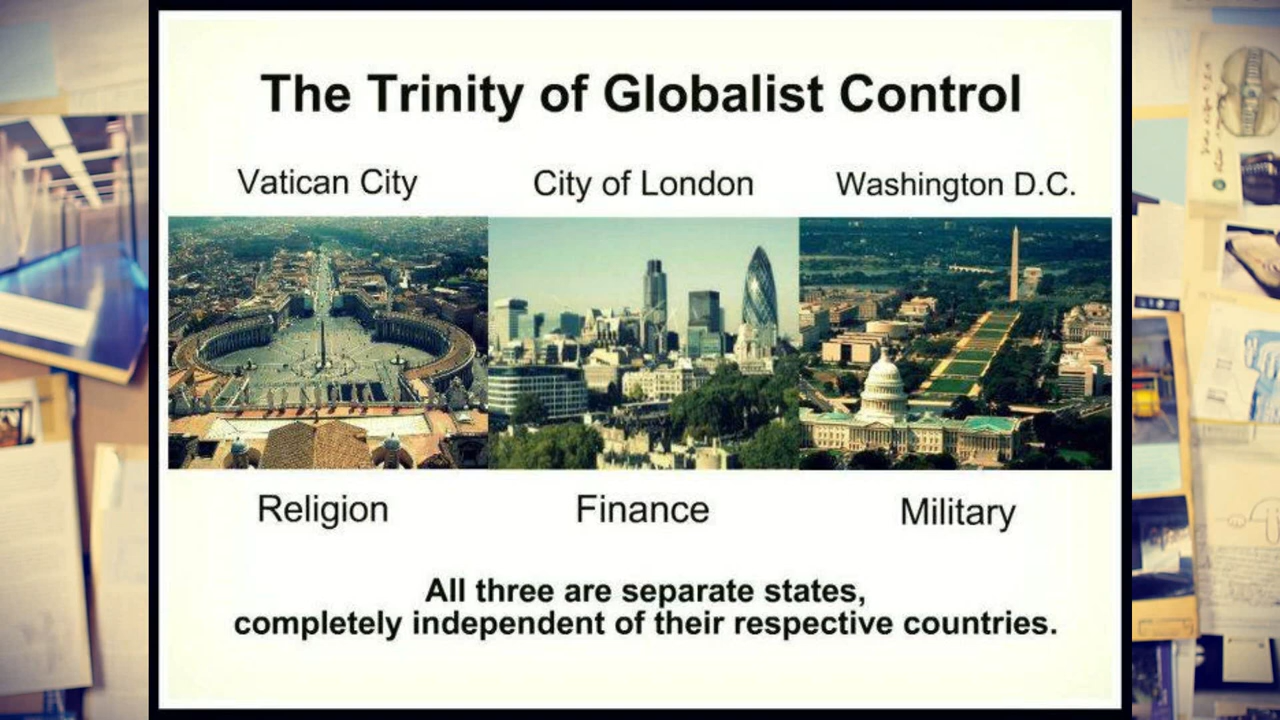 The Trinity of Globalist Control
Vatican City City of London Washington D.C.
Religion Finance Military
All three are separate states,
completely independent of their respective countries.